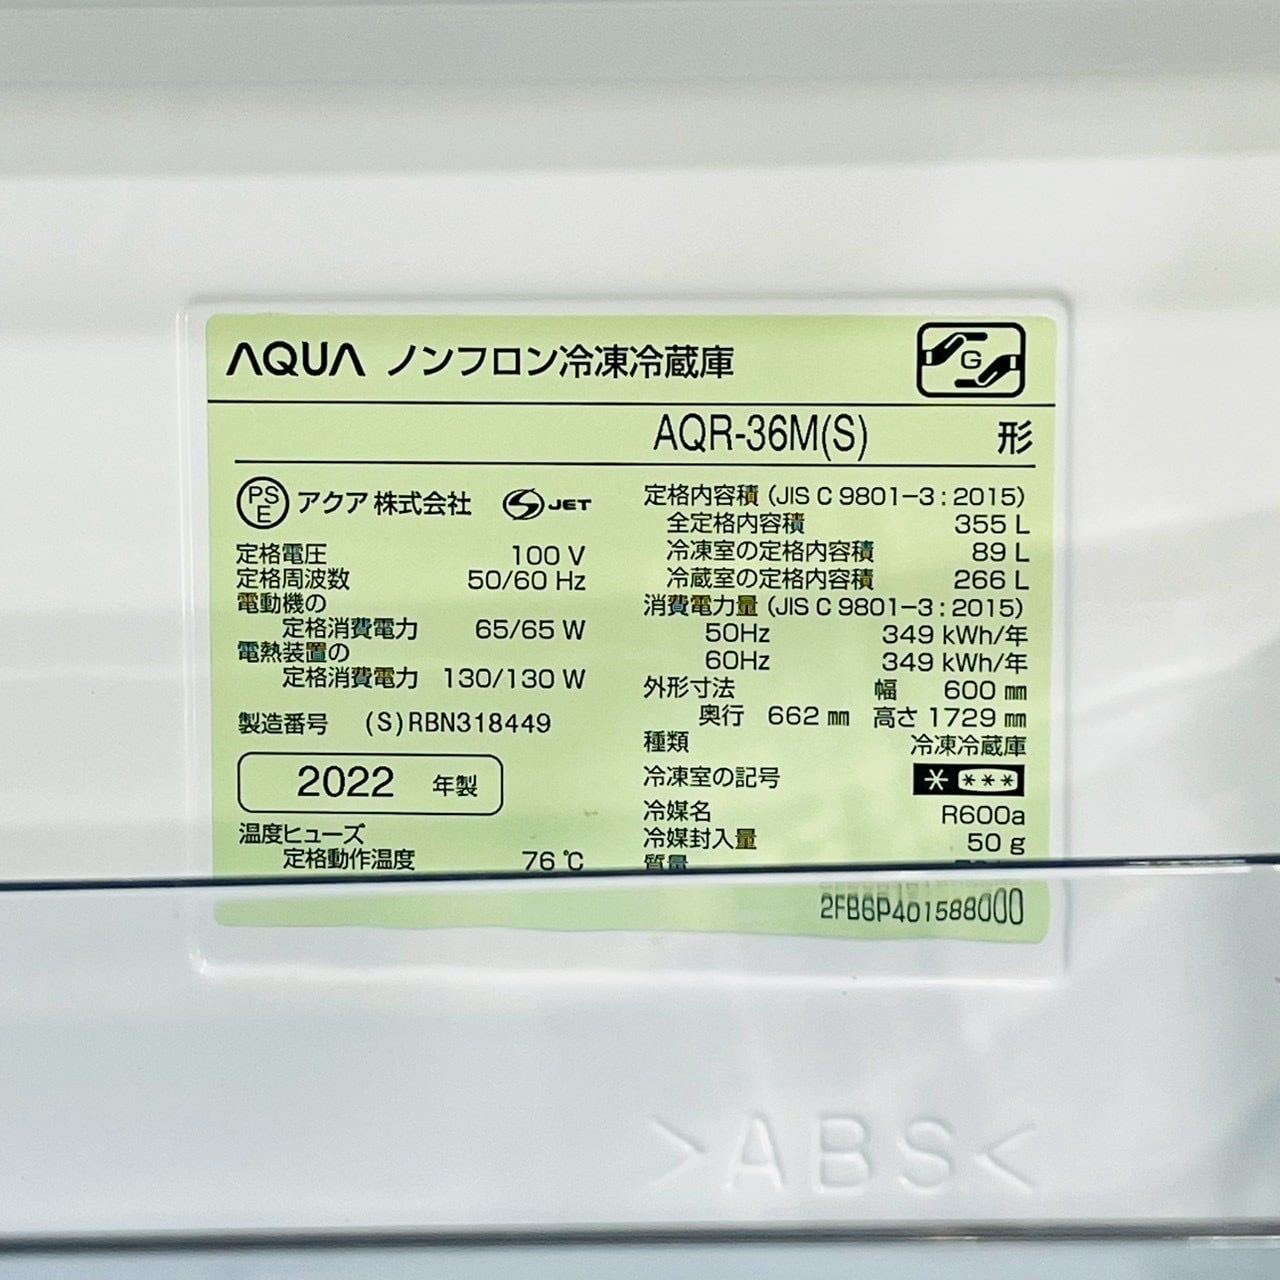 AQUA ノンフロン冷凍冷蔵庫
G
AQR-36M(S) 形
PSE アクア 株式会社 S JET
定格電圧 100 V
定格周波数 50/60 Hz
電動機の
定格消費電力 65/65 W
電熱装置の
定格消費電力 130/130 W
製造番号 (S)RBN318449
2022 年製
温度ヒューズ
定格動作温度 76 ℃
定格内容積 (JIS C 9801-3:2015)
全定格内容積 355 L
冷凍室の定格内容積 89 L
冷蔵室の定格内容積 266 L
消費電力量 (JIS C 9801-3:2015)
50Hz 349 kWh/年
60Hz 349 kWh/年
外形寸法 幅 600 ㎜
奥行 662 ㎜ 高さ 1729 ㎜
種類 冷凍冷蔵庫
冷凍室の記号 * ***
冷媒名 R600a
冷媒封入量 50 g
質量
2FB6P401588000
>ABS<